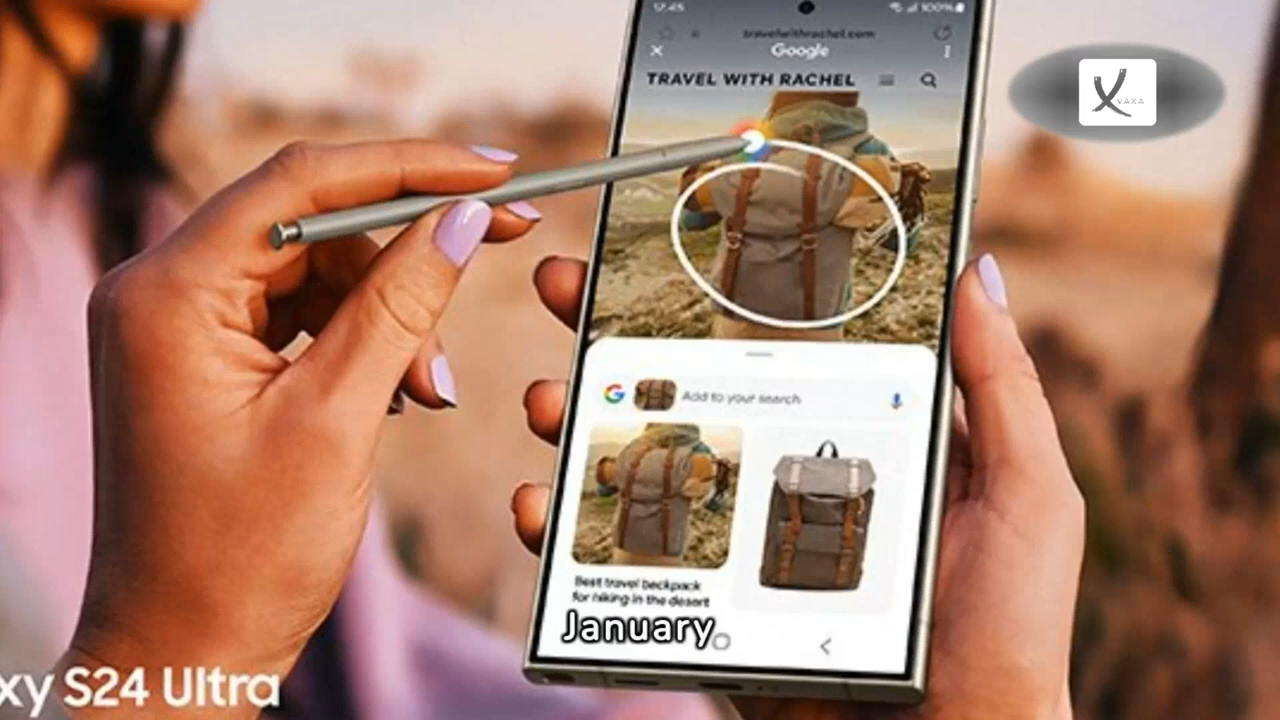 17:45
100%
travelwithrachel.com
Google
TRAVEL WITH RACHEL
VAXA
Add to your search
Best travel backpack
for hiking in the desert
January
xy S24 Ultra